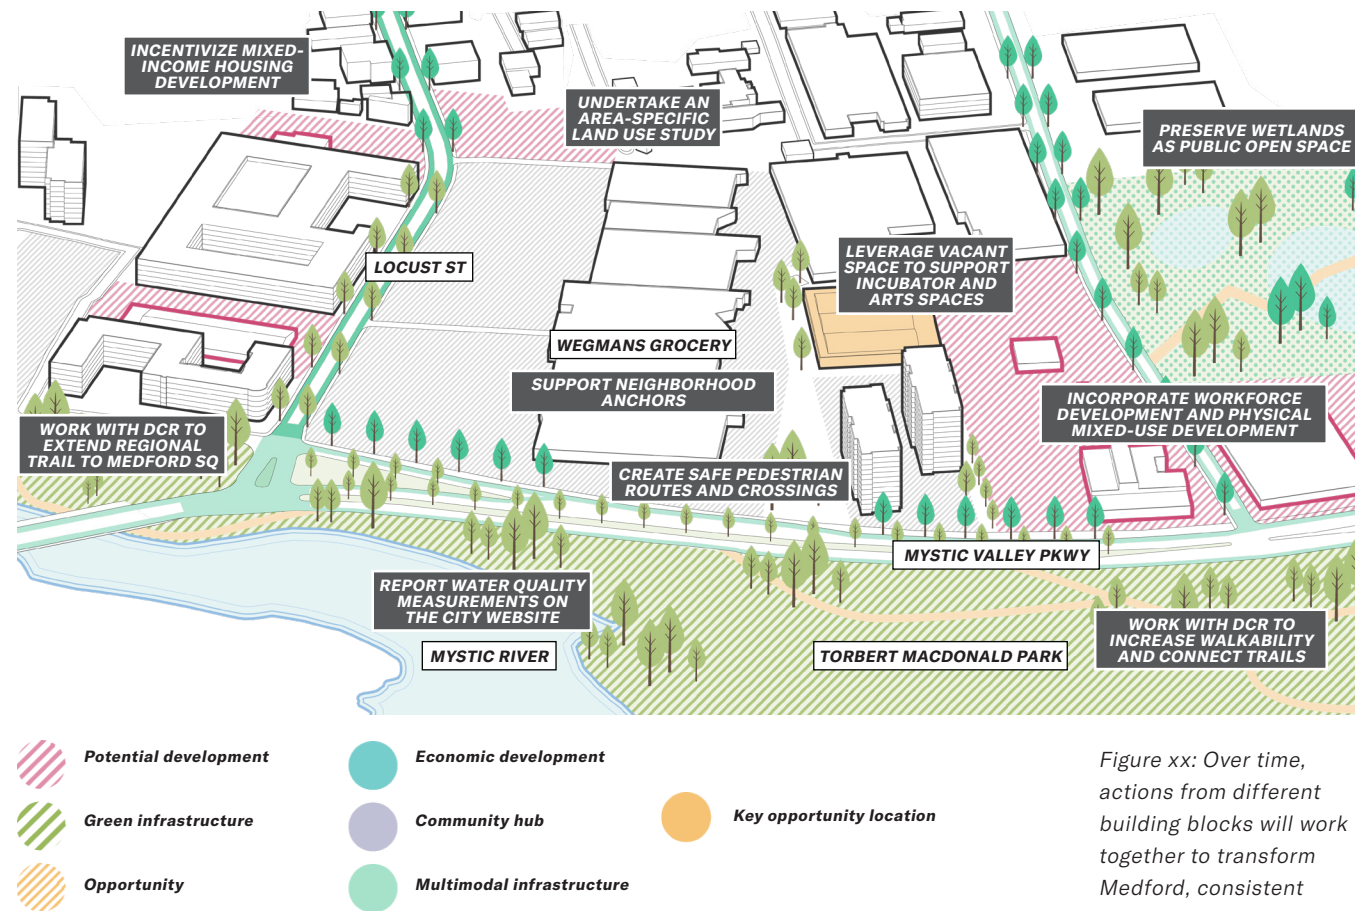 INCENTIVIZE MIXED-
INCOME HOUSING
DEVELOPMENT
UNDERTAKE AN
AREA-SPECIFIC
LAND USE STUDY
PRESERVE WETLANDS
AS PUBLIC OPEN SPACE
LOCUST ST
LEVERAGE VACANT
SPACE TO SUPPORT
INCUBATOR AND
ARTS SPACES
WEGMANS GROCERY
SUPPORT NEIGHBORHOOD
ANCHORS
INCORPORATE WORKFORCE
DEVELOPMENT AND PHYSICAL
MIXED-USE DEVELOPMENT
WORK WITH DCR TO
EXTEND REGIONAL
TRAIL TO MEDFORD SQ
CREATE SAFE PEDESTRIAN
ROUTES AND CROSSINGS
MYSTIC VALLEY PKWY
REPORT WATER QUALITY
MEASUREMENTS ON
THE CITY WEBSITE
MYSTIC RIVER
TORBERT MACDONALD PARK
WORK WITH DCR TO
INCREASE WALKABILITY
AND CONNECT TRAILS
Potential development
Green infrastructure
Opportunity
Economic development
Community hub
Multimodal infrastructure
Key opportunity location
Figure xx: Over time,
actions from different
building blocks will work
together to transform
Medford, consistent